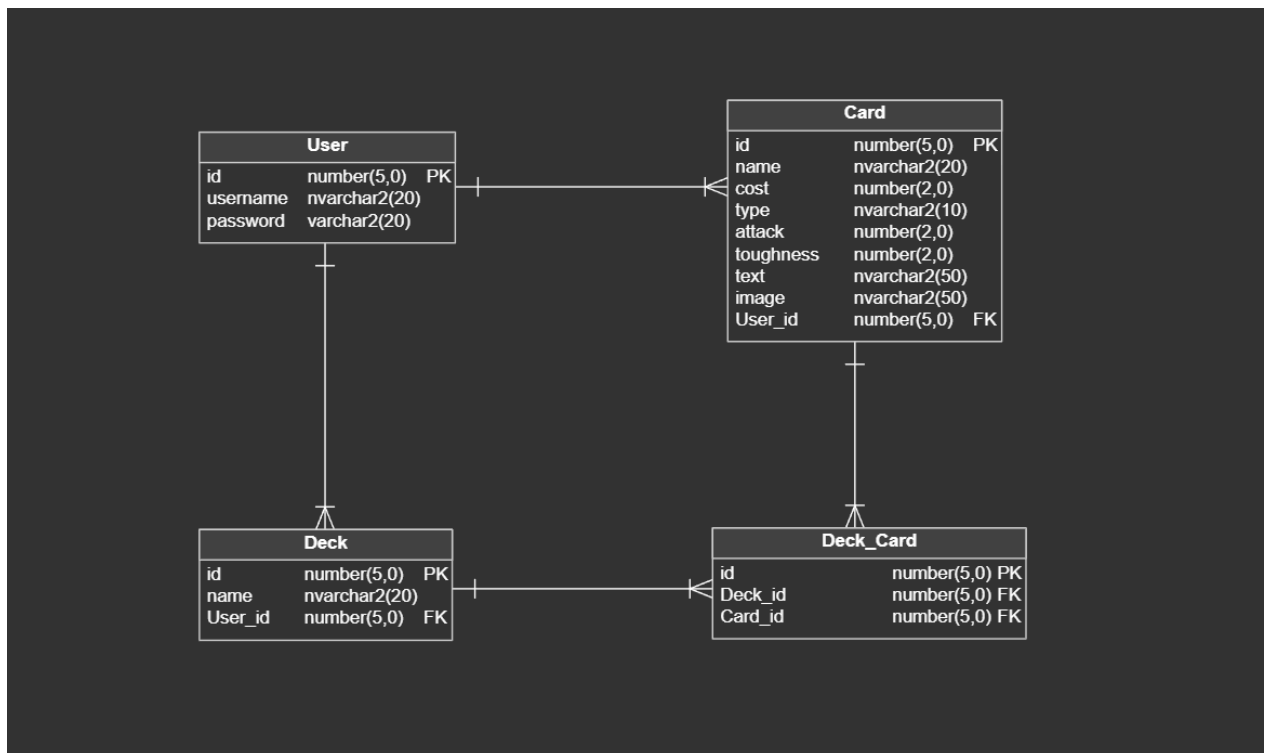 User
id number(5,0) PK
username nvarchar2(20)
password varchar2(20)
Card
id number(5,0) PK
name nvarchar2(20)
cost number(2,0)
type nvarchar2(10)
attack number(2,0)
toughness number(2,0)
text nvarchar2(50)
image nvarchar2(50)
User_id number(5,0) FK
Deck
id number(5,0) PK
name nvarchar2(20)
User_id number(5,0) FK
Deck_Card
id number(5,0) PK
Deck_id number(5,0) FK
Card_id number(5,0) FK